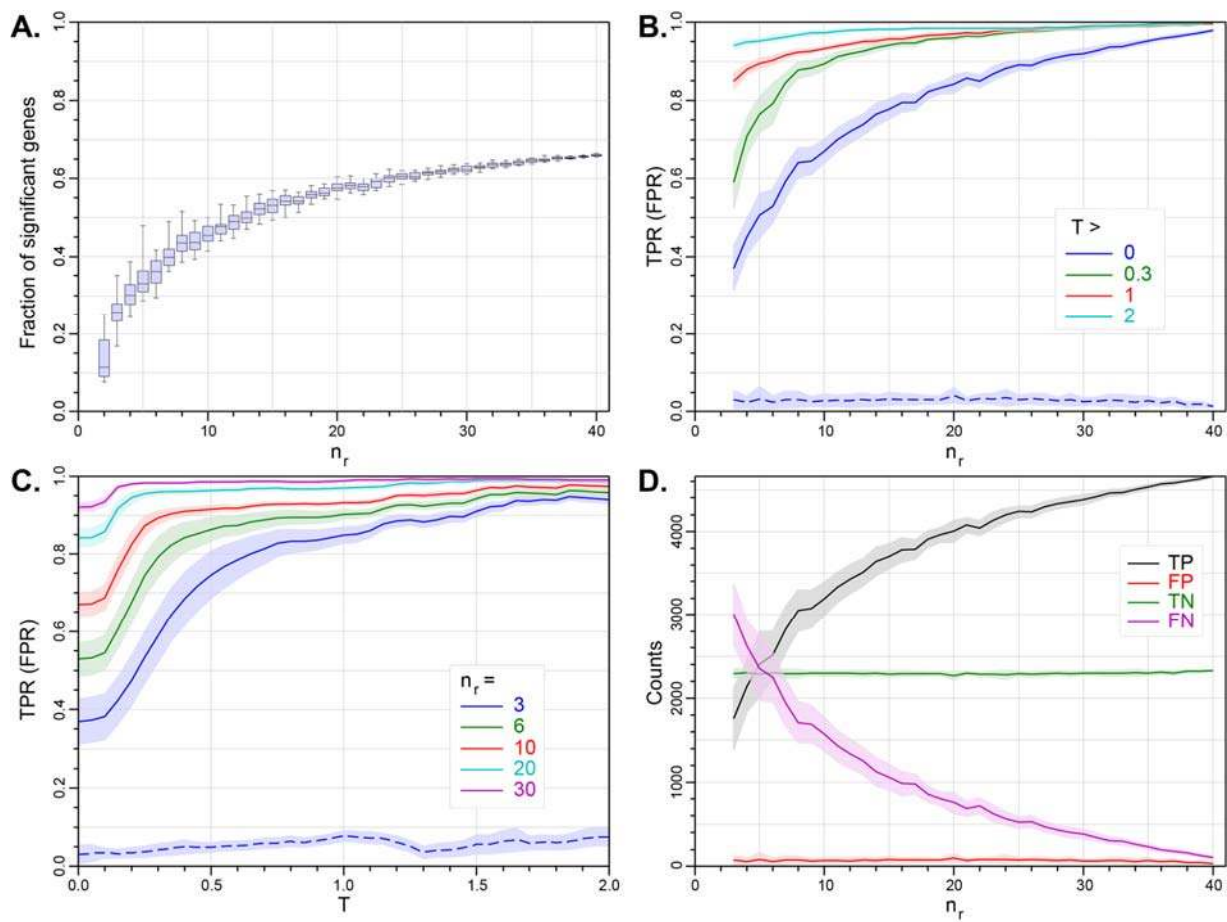 A.
Fraction of significant genes
0.0 0.2 0.4 0.6 0.8 1.0
0 10 20 30 40
n_r
B.
TPR (FPR)
0.0 0.2 0.4 0.6 0.8 1.0
T >
0
0.3
1
2
0 10 20 30 40
n_r
C.
TPR (FPR)
0.0 0.2 0.4 0.6 0.8 1.0
n_r =
3
6
10
20
30
0.0 0.5 1.0 1.5 2.0
T
D.
Counts
0 1000 2000 3000 4000
TP
FP
TN
FN
0 10 20 30 40
n_r